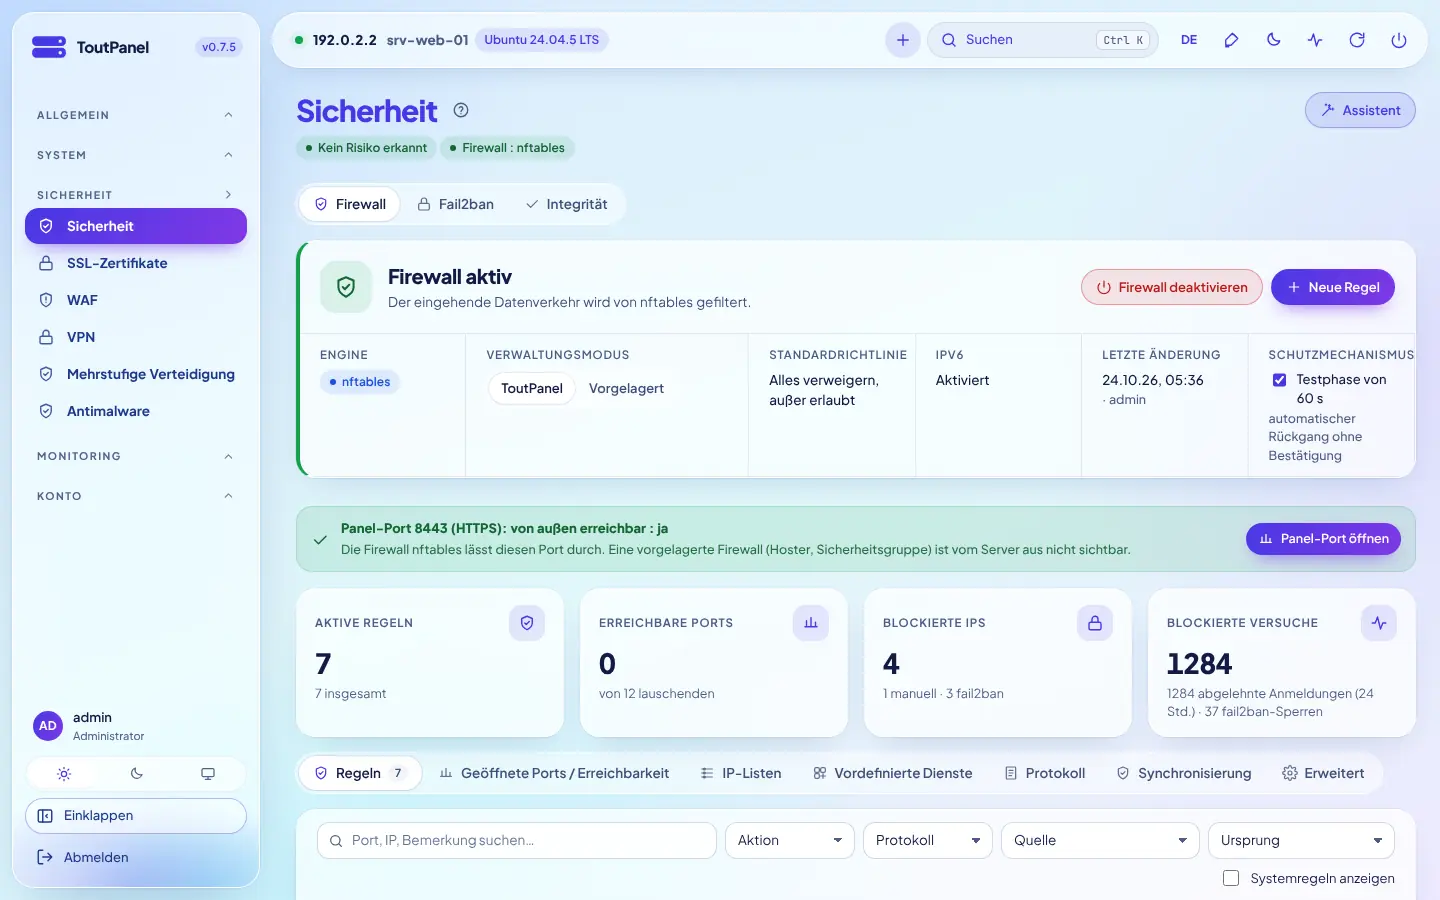 ToutPanel
v0.7.5
ALLGEMEIN
SYSTEM
SICHERHEIT
Sicherheit
SSL-Zertifikate
WAF
VPN
Mehrstufige Verteidigung
Antimalware
MONITORING
KONTO
AD
admin
Administrator
Einklappen
Abmelden
192.0.2.2 srv-web-01 Ubuntu 24.04.5 LTS
Suchen Ctrl K
DE
Sicherheit
Assistent
Kein Risiko erkannt
Firewall : nftables
Firewall
Fail2ban
Integrität
Firewall aktiv
Der eingehende Datenverkehr wird von nftables gefiltert.
Firewall deaktivieren
Neue Regel
ENGINE
nftables
VERWALTUNGSMODUS
ToutPanel Vorgelagert
STANDARDRICHTLINIE
Alles verweigern,
außer erlaubt
IPV6
Aktiviert
LETZTE ÄNDERUNG
24.10.26, 05:36
· admin
SCHUTZMECHANISMUS
Testphase von
60 s
automatischer
Rückgang ohne
Bestätigung
Panel-Port 8443 (HTTPS): von außen erreichbar : ja
Die Firewall nftables lässt diesen Port durch. Eine vorgelagerte Firewall (Hoster, Sicherheitsgruppe) ist vom Server aus nicht sichtbar.
Panel-Port öffnen
AKTIVE REGELN
7
7 insgesamt
ERREICHBARE PORTS
0
von 12 lauschenden
BLOCKIERTE IPS
4
1 manuell · 3 fail2ban
BLOCKIERTE VERSUCHE
1284
1284 abgelehnte Anmeldungen (24
Std.) · 37 fail2ban-Sperren
Regeln 7
Geöffnete Ports / Erreichbarkeit
IP-Listen
Vordefinierte Dienste
Protokoll
Synchronisierung
Erweitert
Port, IP, Bemerkung suchen…
Aktion
Protokoll
Quelle
Ursprung
Systemregeln anzeigen